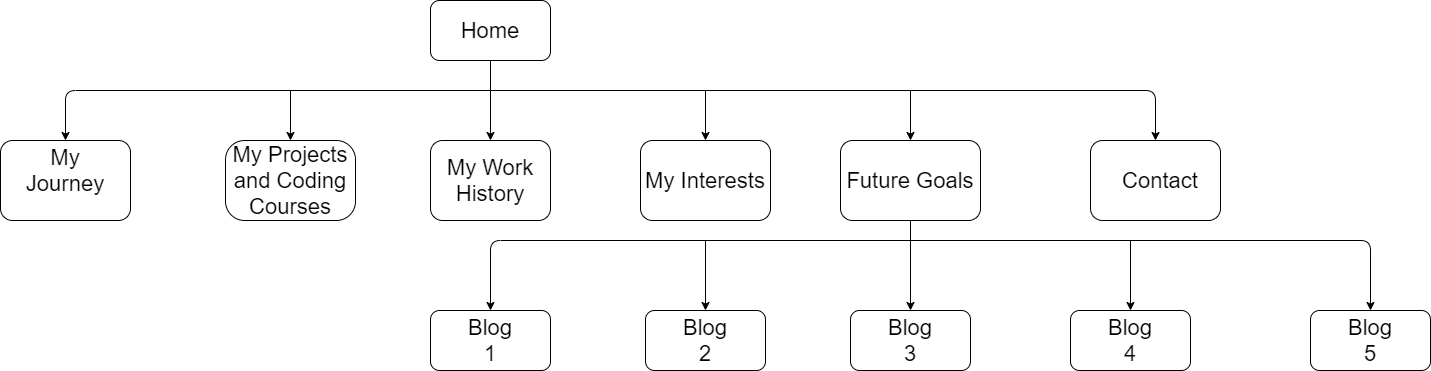 Home
My
Journey
My Projects
and Coding
Courses
My Work
History
My Interests
Future Goals
Contact
Blog
1
Blog
2
Blog
3
Blog
4
Blog
5